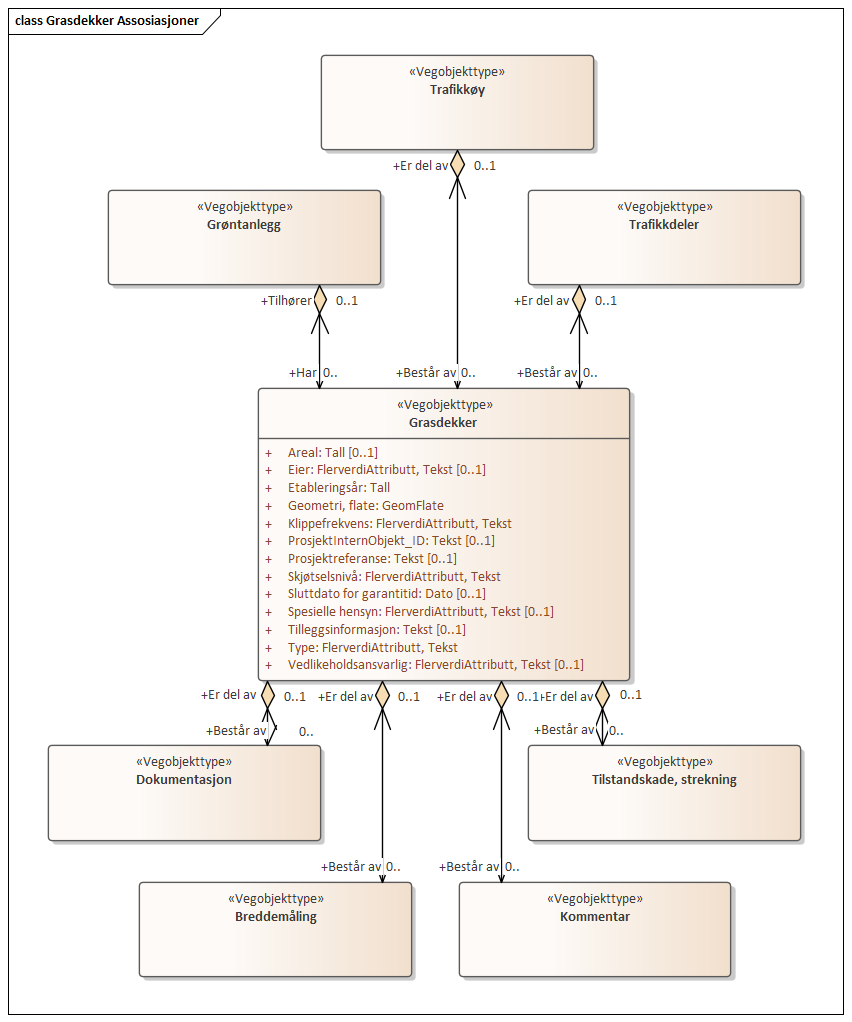 class Grasdekker Assosiasjoner
«Vegobjekttype»
Trafikkøy
+Er del av 0..1
«Vegobjekttype»
Grøntanlegg
«Vegobjekttype»
Trafikkdeler
+Tilhører 0..1
+Er del av 0..1
+Har 0..
+Består av 0..
+Består av 0..
«Vegobjekttype»
Grasdekker
+ Areal: Tall [0..1]
+ Eier: FlerverdiAttributt, Tekst [0..1]
+ Etableringsår: Tall
+ Geometri, flate: GeomFlate
+ Klippefrekvens: FlerverdiAttributt, Tekst
+ ProsjektInternObjekt_ID: Tekst [0..1]
+ Prosjektreferanse: Tekst [0..1]
+ Skjøtselsnivå: FlerverdiAttributt, Tekst
+ Sluttdato for garantitid: Dato [0..1]
+ Spesielle hensyn: FlerverdiAttributt, Tekst [0..1]
+ Tilleggsinformasjon: Tekst [0..1]
+ Type: FlerverdiAttributt, Tekst
+ Vedlikeholdsansvarlig: FlerverdiAttributt, Tekst [0..1]
+Er del av 0..1 +Er del av 0..1 +Er del av 0..1 +Er del av 0..1
+Består av 0..
+Består av 0..
«Vegobjekttype»
Dokumentasjon
«Vegobjekttype»
Tilstandskade, strekning
+Består av 0..
+Består av 0..
«Vegobjekttype»
Breddemåling
«Vegobjekttype»
Kommentar